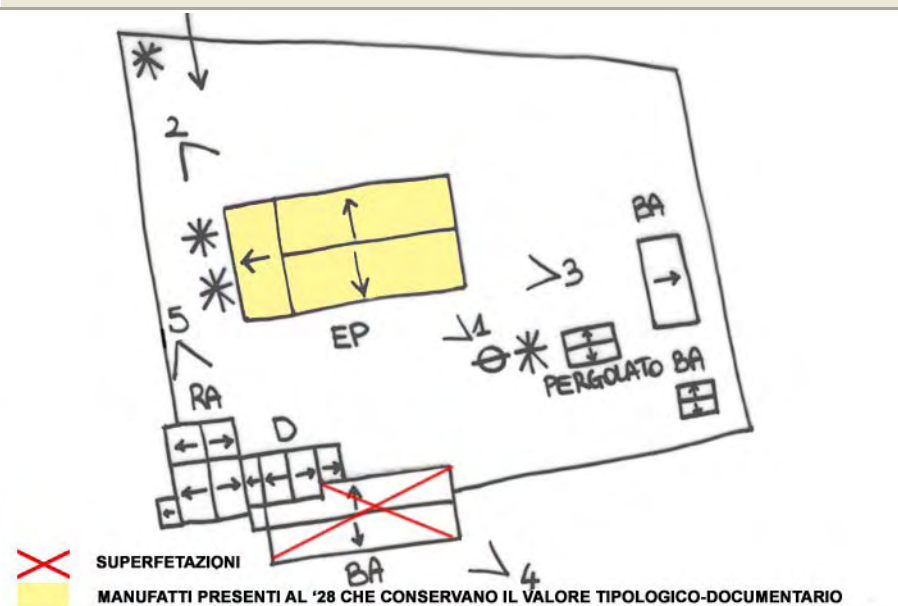 2
BA
3
5
EP
1
PERGOLATO
BA
RA
D
BA
4
SUPERFETAZIONI
MANUFATTI PRESENTI AL '28 CHE CONSERVANO IL VALORE TIPOLOGICO-DOCUMENTARIO